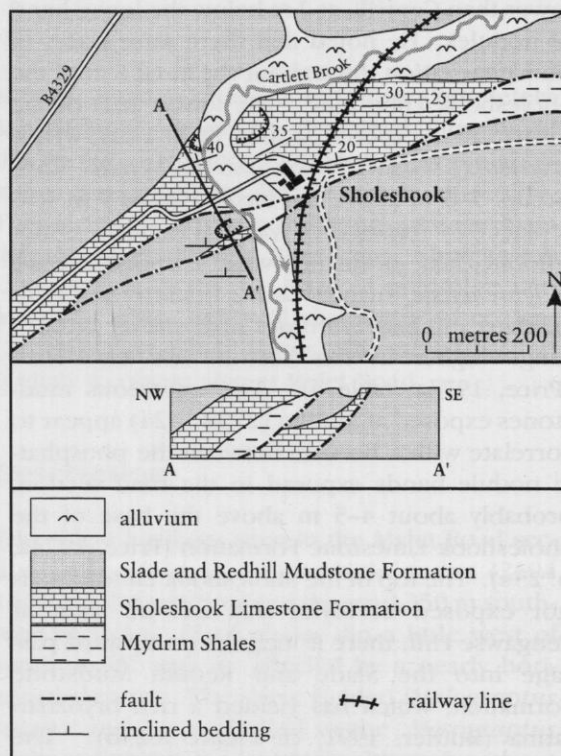 B4329
Cartlett Brook
A
30
25
35
40
20
Sholeshook
A'
N
0 metres 200
NW SE
A A'
alluvium
Slade and Redhill Mudstone Formation
Sholeshook Limestone Formation
Mydrim Shales
fault
railway line
inclined bedding